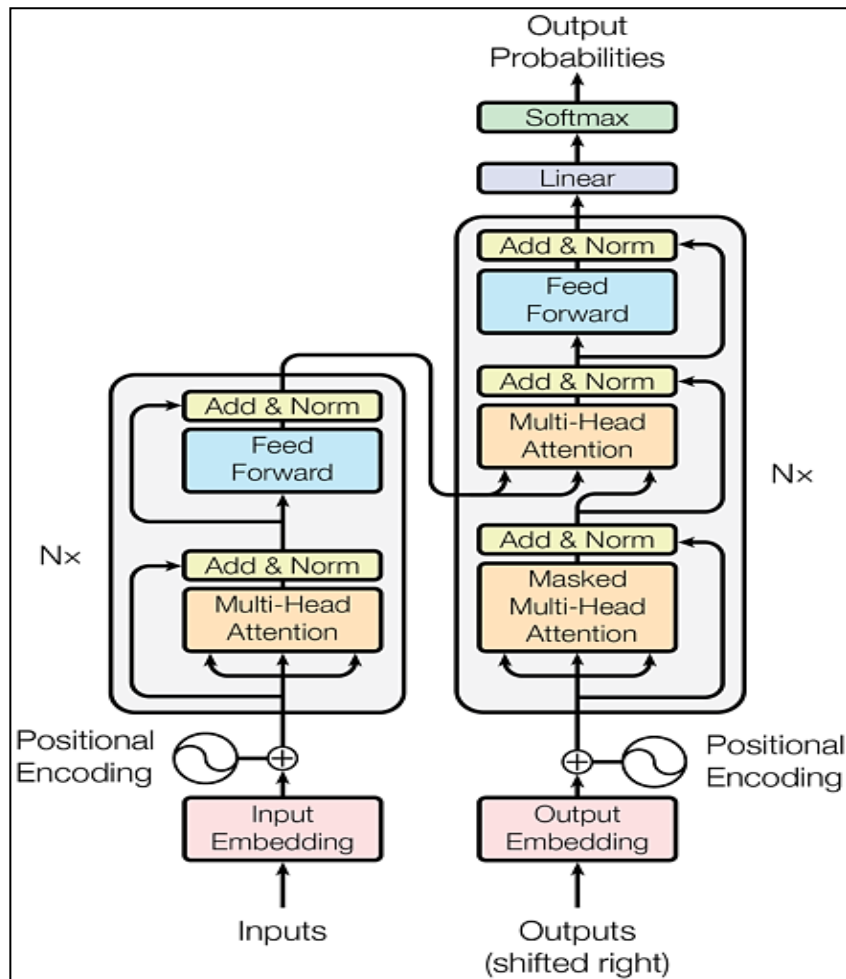 Output
Probabilities
Softmax
Linear
Add & Norm
Feed
Forward
Add & Norm
Multi-Head
Attention
Add & Norm
Masked
Multi-Head
Attention
Nx
Add & Norm
Feed
Forward
Add & Norm
Multi-Head
Attention
Nx
Positional
Encoding
Positional
Encoding
Input
Embedding
Output
Embedding
Inputs
Outputs
(shifted right)